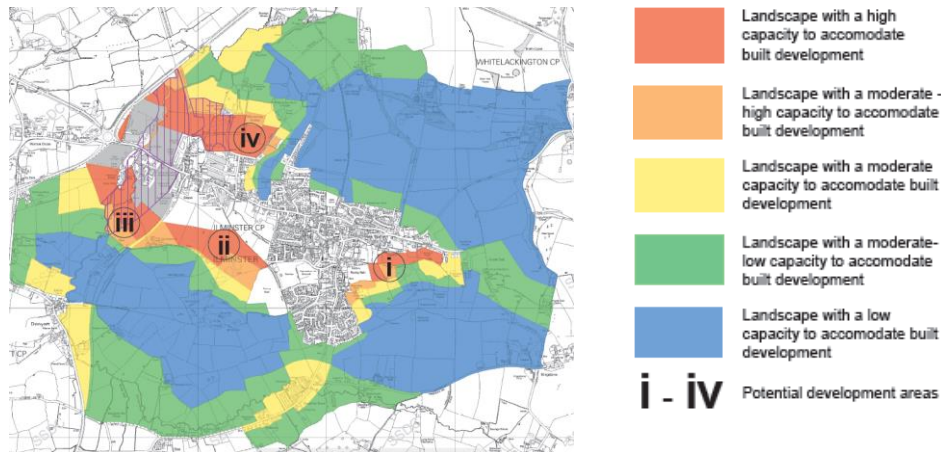 WHITELACKINGTON CP
iv
iii
ii
ILMINSTER CP
ILMINSTER
i
Landscape with a high
capacity to accomodate
built development
Landscape with a moderate -
high capacity to accomodate
built development
Landscape with a moderate
capacity to accomodate built
development
Landscape with a moderate-
low capacity to accomodate
built development
Landscape with a low
capacity to accomodate built
development
i - iv Potential development areas